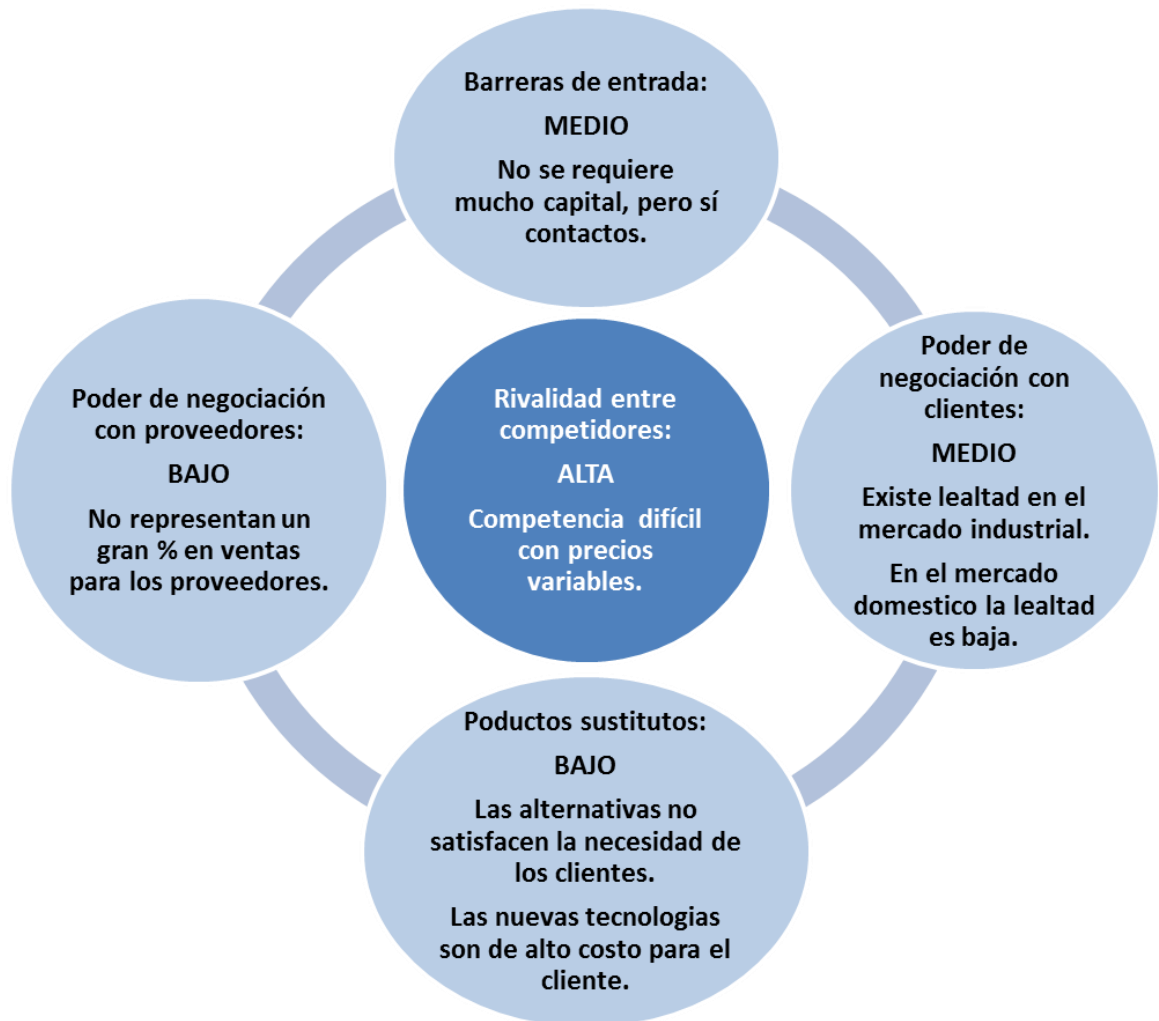 Barreras de entrada:
MEDIO
No se requiere
mucho capital, pero sí
contactos.
Poder de negociación
con proveedores:
BAJO
No representan un
gran % en ventas
para los proveedores.
Rivalidad entre
competidores:
ALTA
Competencia difícil
con precios
variables.
Poder de
negociación con
clientes:
MEDIO
Existe lealtad en el
mercado industrial.
En el mercado
domestico la lealtad
es baja.
Poductos sustitutos:
BAJO
Las alternativas no
satisfacen la necesidad de
los clientes.
Las nuevas tecnologias
son de alto costo para el
cliente.